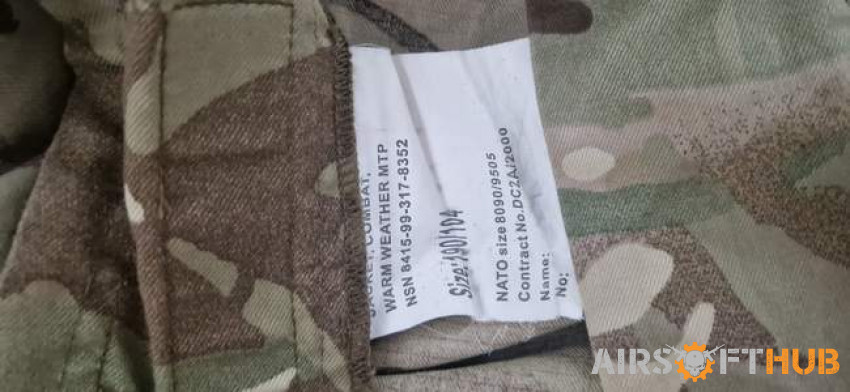 JACKET, COMBAT,
WARM WEATHER MTP
NSN 8415-99-317-8352
Size:190/104
NATO size 8090/9505
Contract No.DC2A/2000
Name:
No:
AIRSOFTHUB